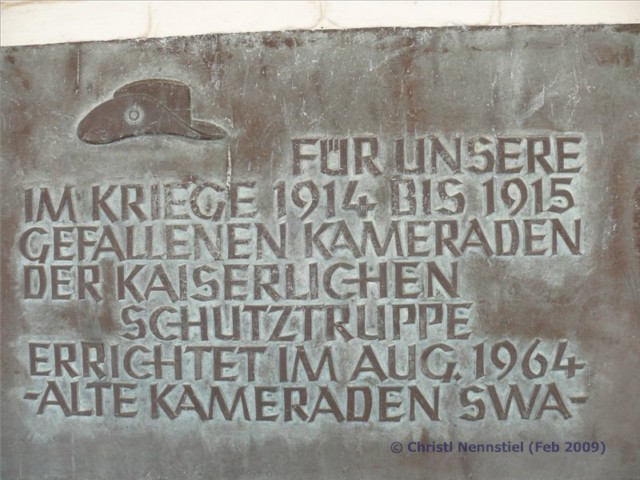 FÜR UNSERE
IM KRIEGE 1914 BIS 1915
GEFALLENEN KAMERADEN
DER KAISERLICHEN
SCHUTZTRUPPE
ERRICHTET IM AUG. 1964
-ALTE KAMERADEN SWA-
© Christl Nennstiel (Feb 2009)